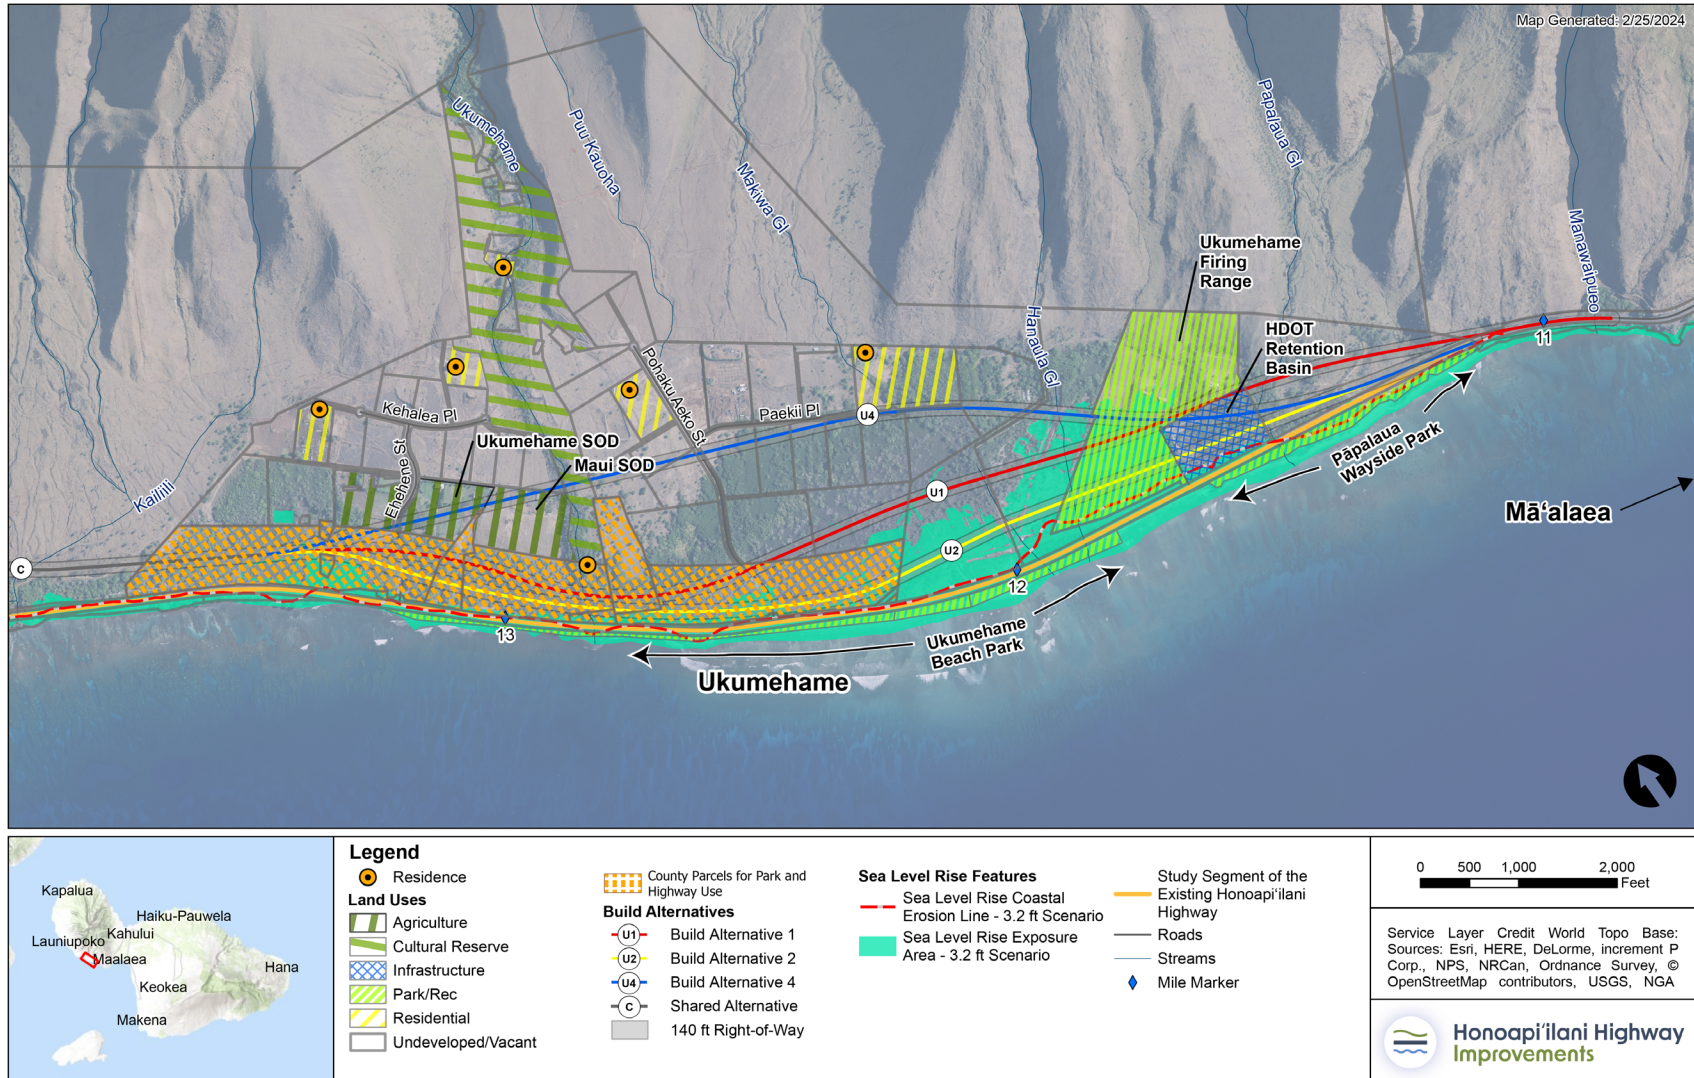 Map Generated: 2/25/2024
Ukumehame
Puu Kauoha
Makiwa Gl
Papalaua Gl
Manawaipueo
Hanaula Gl
Ukumehame
Firing
Range
HDOT
Retention
Basin
11
Pohaku Aeko St
Kehalea Pl
Paekii Pl
U4
Ehehene St
Ukumehame SOD
Maui SOD
Kailiili
U1
U2
C
Pāpalaua
Wayside Park
Māʻalaea
12
13
Ukumehame
Beach Park
Ukumehame
Kapalua
Haiku-Pauwela
Kahului
Launiupoko
Maalaea
Hana
Keokea
Makena
Legend
Residence
Land Uses
Agriculture
Cultural Reserve
Infrastructure
Park/Rec
Residential
Undeveloped/Vacant
County Parcels for Park and
Highway Use
Build Alternatives
U1 Build Alternative 1
U2 Build Alternative 2
U4 Build Alternative 4
C Shared Alternative
140 ft Right-of-Way
Sea Level Rise Features
Sea Level Rise Coastal
Erosion Line - 3.2 ft Scenario
Sea Level Rise Exposure
Area - 3.2 ft Scenario
Study Segment of the
Existing Honoapiʻilani
Highway
Roads
Streams
Mile Marker
0 500 1,000 2,000
Feet
Service Layer Credit World Topo Base:
Sources: Esri, HERE, DeLorme, increment P
Corp., NPS, NRCan, Ordnance Survey, ©
OpenStreetMap contributors, USGS, NGA
Honoapiʻilani Highway
Improvements